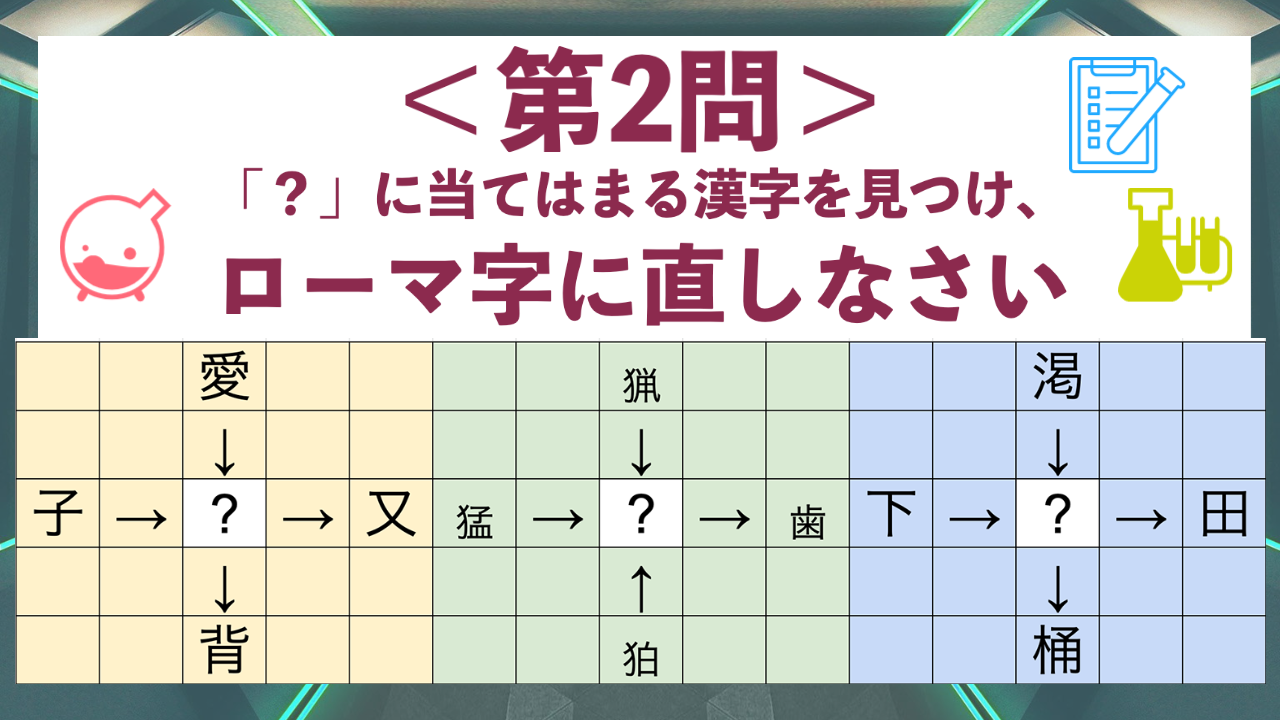 ＜第2問＞
「？」に当てはまる漢字を見つけ、
ローマ字に直しなさい
愛 猟 渇
↓ ↓ ↓
子 → ？ → 又 猛 → ？ → 歯 下 → ？ → 田
↓ ↑ ↓
背 狛 桶